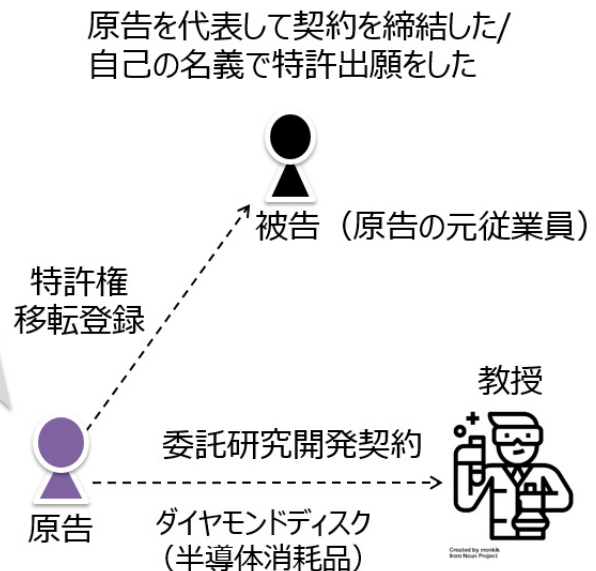 原告を代表して契約を締結した/
自己の名義で特許出願をした
被告（原告の元従業員）
特許権
移転登録
教授
委託研究開発契約
原告
ダイヤモンドディスク
（半導体消耗品）
Created by monkik
from Noun Project